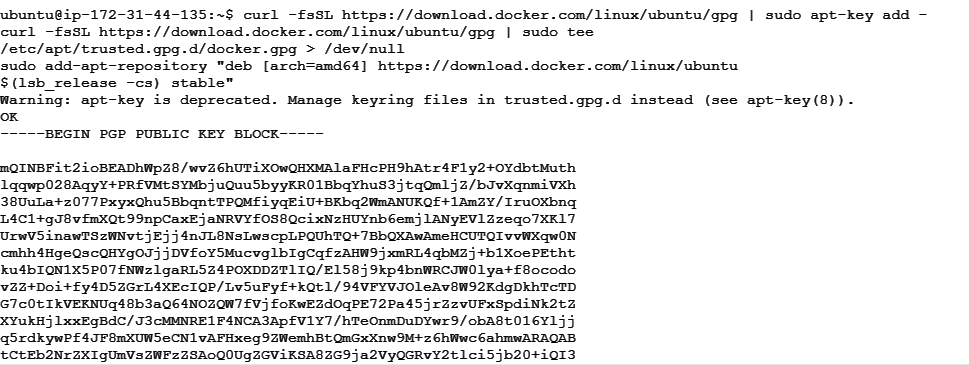 ubuntu@ip-172-31-44-135:~$ curl -fsSL https://download.docker.com/linux/ubuntu/gpg | sudo apt-key add -
curl -fsSL https://download.docker.com/linux/ubuntu/gpg | sudo tee
/etc/apt/trusted.gpg.d/docker.gpg > /dev/null
sudo add-apt-repository "deb [arch=amd64] https://download.docker.com/linux/ubuntu
$(lsb_release -cs) stable"
Warning: apt-key is deprecated. Manage keyring files in trusted.gpg.d instead (see apt-key(8)).
OK
-----BEGIN PGP PUBLIC KEY BLOCK-----

mQINBFit2ioBEADhWpZ8/wvZ6hUTiXOwQHXMAlaFHcPH9hAtr4F1y2+OYdbtMuth
lqqwp028AqyY+PRfVMtSYMbjuQuu5byyKR01BbqYhuS3jtqQmljZ/bJvXqnmiVXh
38UuLa+z077PxyxQhu5BbqntTPQMfiyqEiU+BKbq2WmANUKQf+1AmZY/IruOXbnq
L4C1+gJ8vfmXQt99npCaxEjaNRVYfOS8QcixNzHUYnb6emjlANyEVlZzeqo7XKl7
UrwV5inawTSzWNvtjEjj4nJL8NsLwscpLPQUhTQ+7BbQXAwAmeHCUTQIvvWXqw0N
cmhh4HgeQscQHYgOJjjDVfoY5MucvglbIgCqfzAHW9jxmRL4qbMZj+b1XoePEtht
ku4bIQN1X5P07fNWzlgaRL5Z4POXDDZTlIQ/El58j9kp4bnWRCJW0lya+f8ocodo
vZZ+Doi+fy4D5ZGrL4XEcIQP/Lv5uFyf+kQtl/94VFYVJOleAv8W92KdgDkhTcTD
G7c0tIkVEKNUq48b3aQ64NOZQW7fVjfoKwEZdOqPE72Pa45jrZzvUFxSpdiNk2tZ
XYukHjlxxEgBdC/J3cMMNRE1F4NCA3ApfV1Y7/hTeOnmDuDYwr9/obA8t016Yljj
q5rdkywPf4JF8mXUW5eCN1vAFHxeg9ZWemhBtQmGxXnw9M+z6hWwc6ahmwARAQAB
tCtEb2NrZXIgUmVsZWFzZSAoQ0UgZGViKSA8ZG9ja2VyQGRvY2tlci5jb20+iQI3